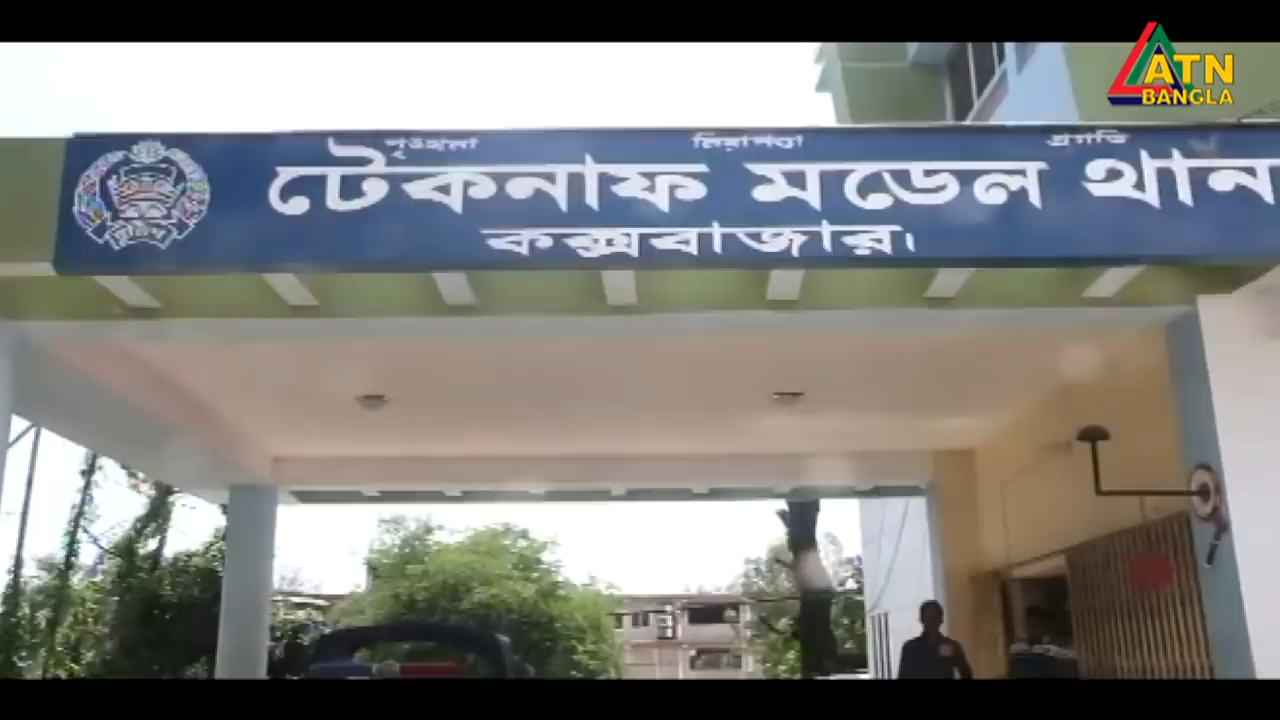 ATN
BANGLA
শৃঙ্খলা নিরাপত্তা প্রগতি
টেকনাফ মডেল থান
কক্সবাজার।